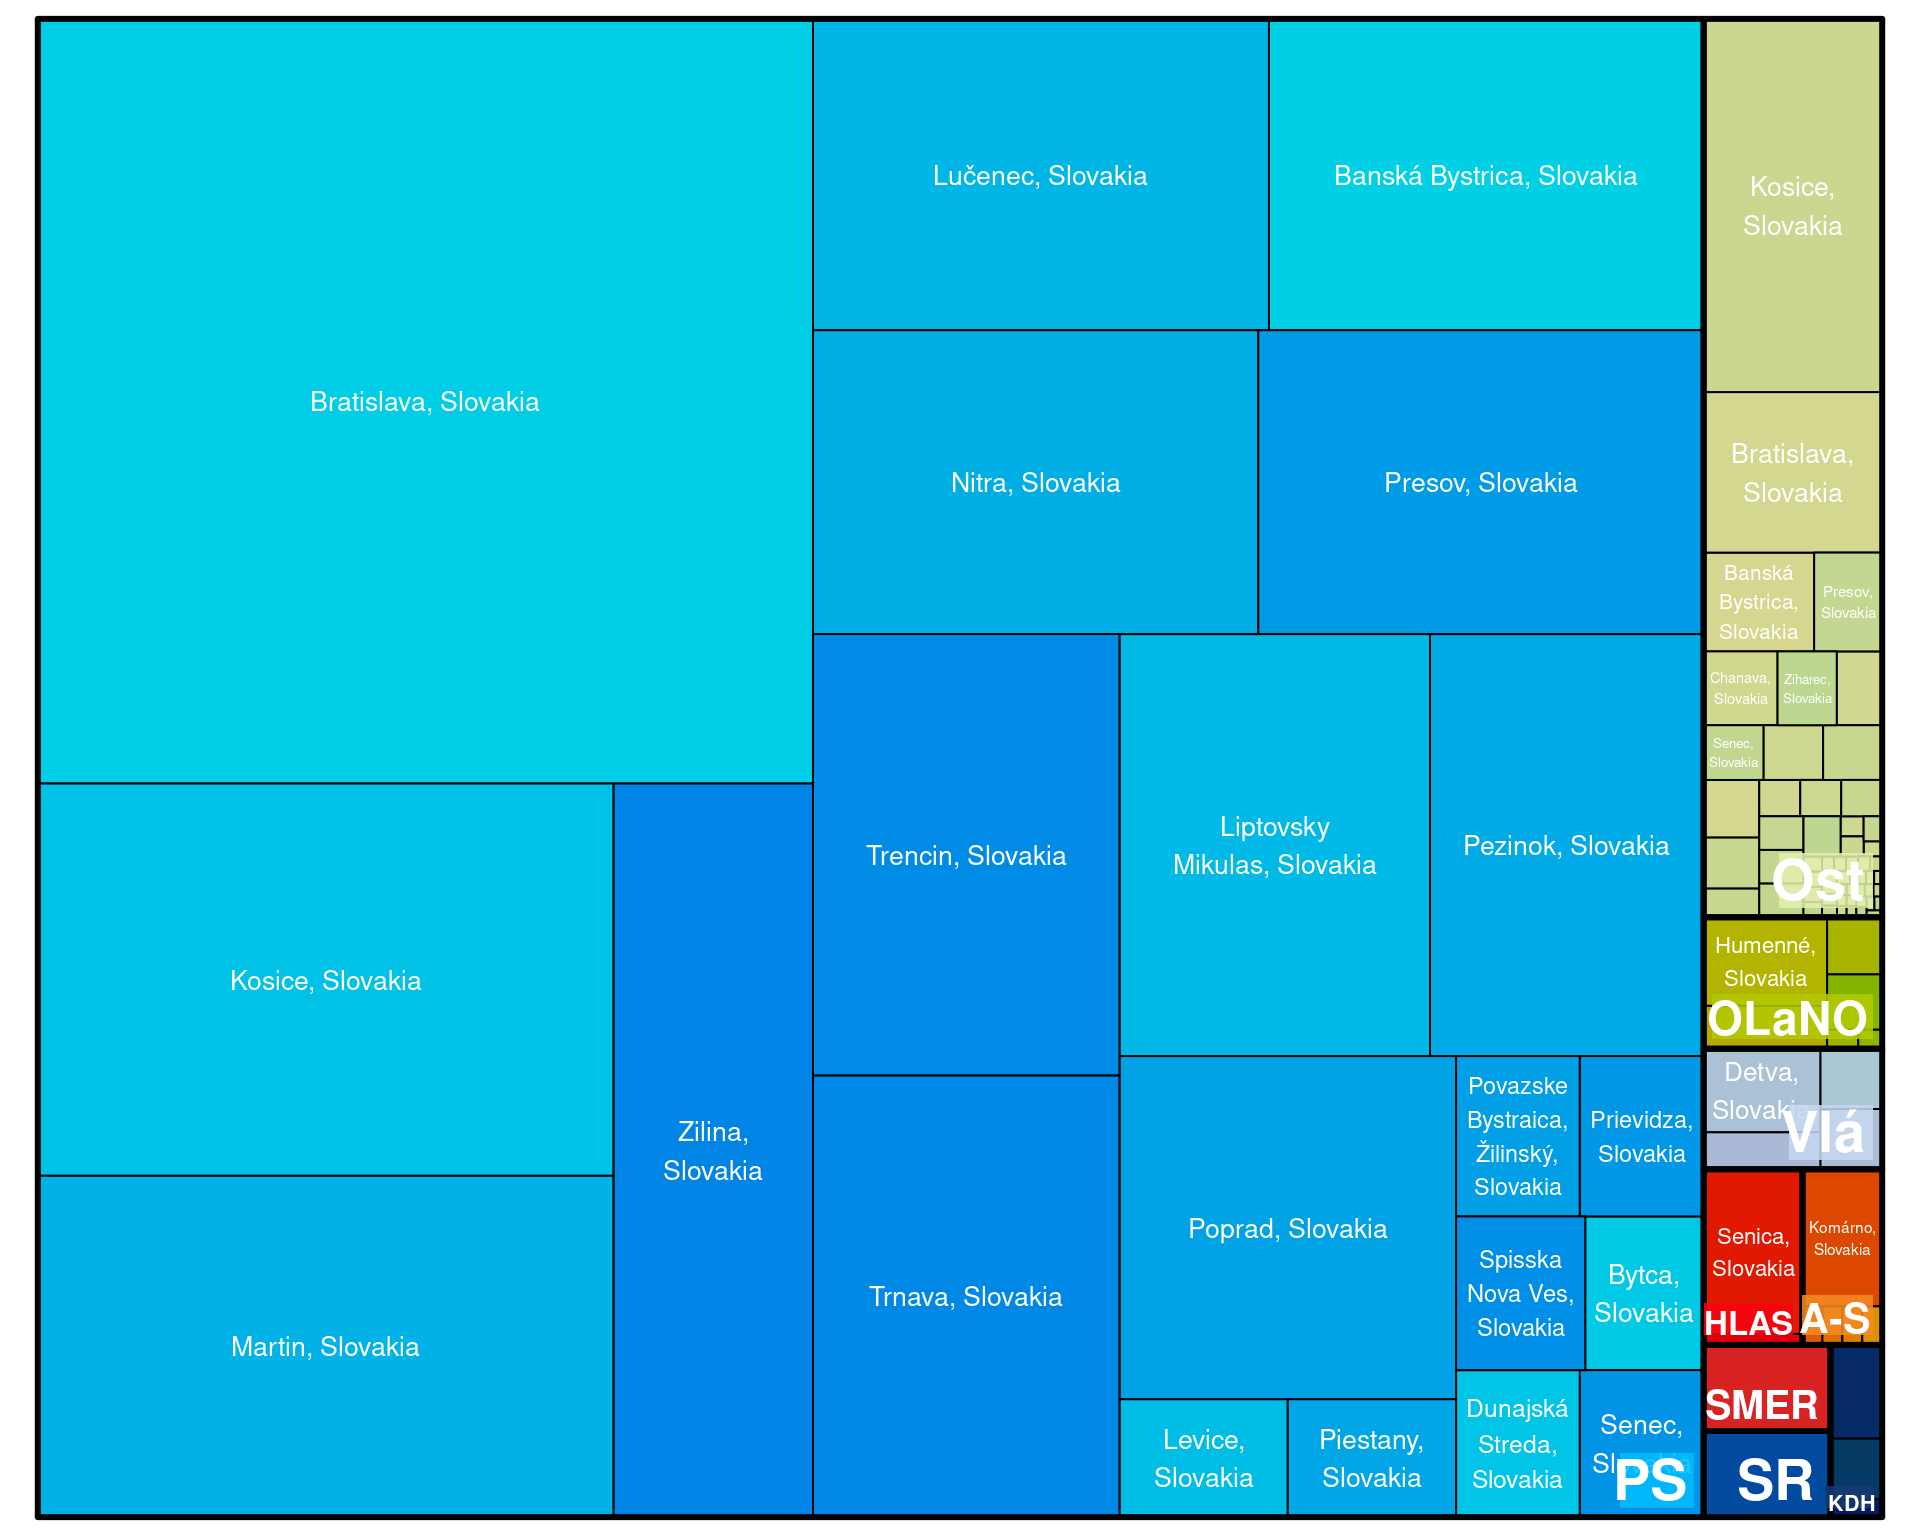 Bratislava, Slovakia
Lučenec, Slovakia
Banská Bystrica, Slovakia
Nitra, Slovakia
Presov, Slovakia
Kosice, Slovakia
Martin, Slovakia
Zilina,
Slovakia
Trencin, Slovakia
Trnava, Slovakia
Liptovsky
Mikulas, Slovakia
Pezinok, Slovakia
Poprad, Slovakia
Levice,
Slovakia
Piestany,
Slovakia
Povazske
Bystraica,
Žilinský,
Slovakia
Prievidza,
Slovakia
Spisska
Nova Ves,
Slovakia
Bytca,
Slovakia
Dunajská
Streda,
Slovakia
Senec,
Slovakia
PS
Kosice,
Slovakia
Bratislava,
Slovakia
Banská
Bystrica,
Slovakia
Presov,
Slovakia
Chanava,
Slovakia
Ziharec,
Slovakia
Senec,
Slovakia
Ost
Humenné,
Slovakia
OLaNO
Detva,
Slovakia
Vlá
Senica,
Slovakia
HLAS
Komárno,
Slovakia
A-S
SMER
SR
KDH